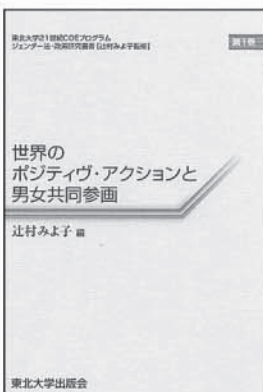 東北大学21世紀COEプログラム
ジェンダー法・政策研究叢書【辻村みよ子監修】
第1巻
世界の
ポジティヴ・アクションと
男女共同参画
辻村みよ子 編
東北大学出版会